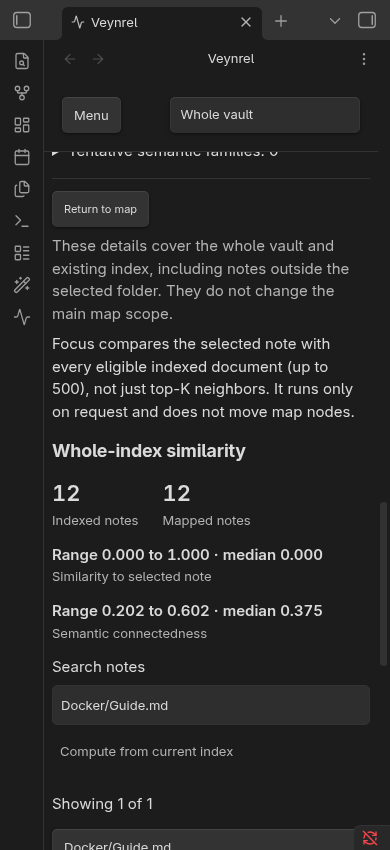 Veynrel
Veynrel
Menu
Whole vault
Tentative semantic families: 0
Return to map
These details cover the whole vault and
existing index, including notes outside the
selected folder. They do not change the
main map scope.
Focus compares the selected note with
every eligible indexed document (up to
500), not just top-K neighbors. It runs only
on request and does not move map nodes.
Whole-index similarity
12 12
Indexed notes Mapped notes
Range 0.000 to 1.000 · median 0.000
Similarity to selected note
Range 0.202 to 0.602 · median 0.375
Semantic connectedness
Search notes
Docker/Guide.md
Compute from current index
Showing 1 of 1
Docker/Guide.md